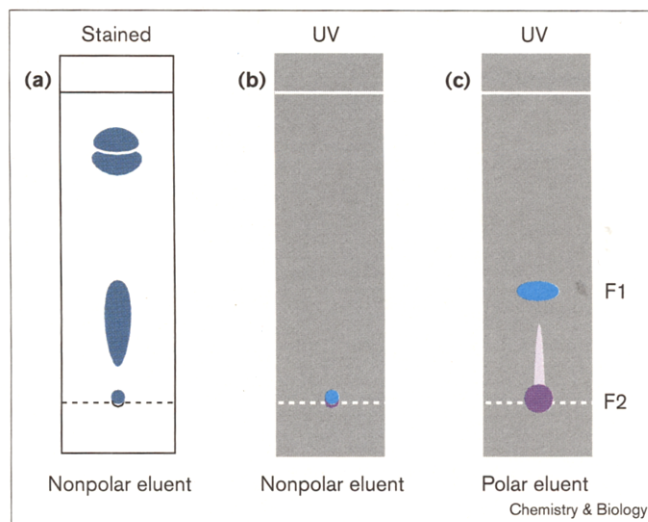 Stained UV UV
(a) (b) (c)
F1
F2
Nonpolar eluent Nonpolar eluent Polar eluent
Chemistry & Biology